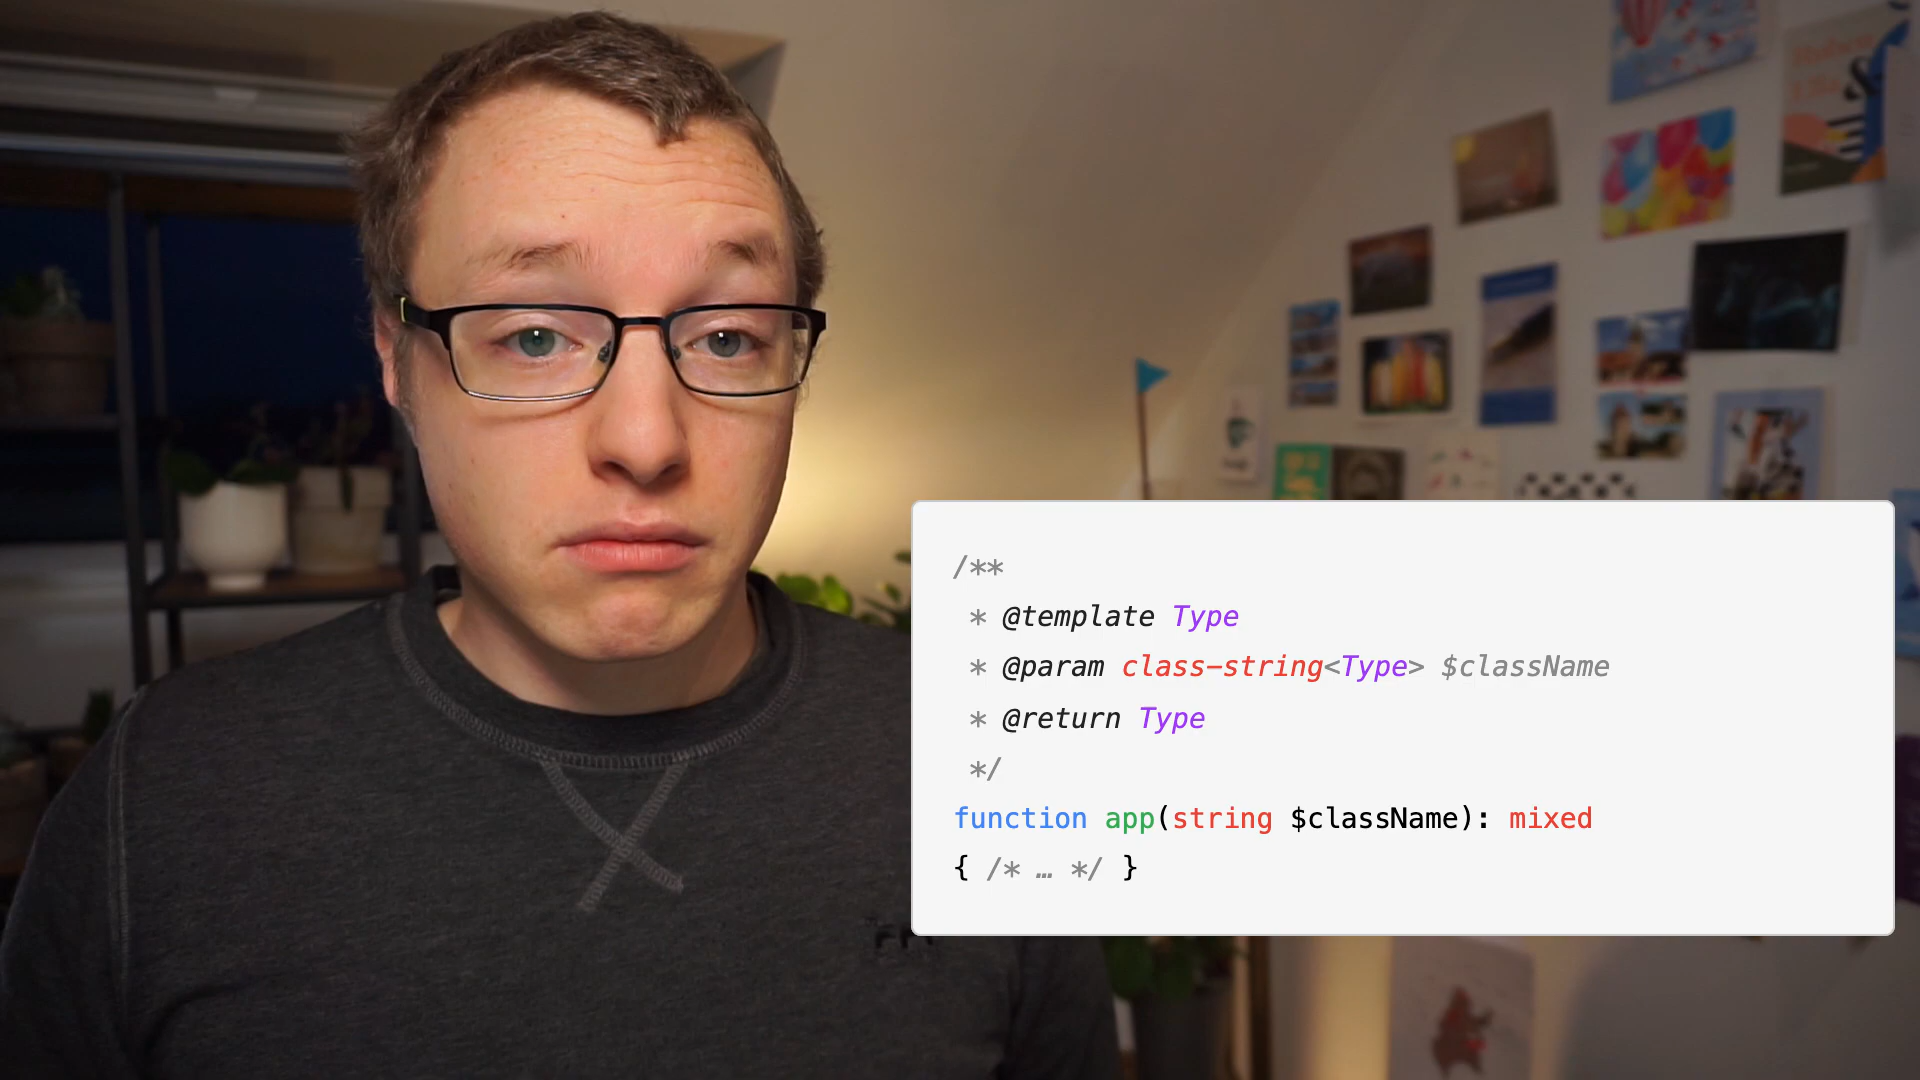 /**
 * @template Type
 * @param class-string<Type> $className
 * @return Type
 */
function app(string $className): mixed
{ /* … */ }